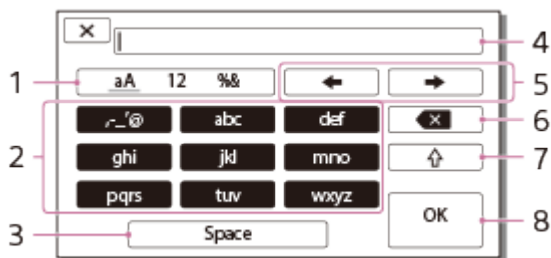 4
1 aA 12 %& 5
,-_'@ abc def 6
2 ghi jkl mno 7
pqrs tuv wxyz
OK 8
3 Space